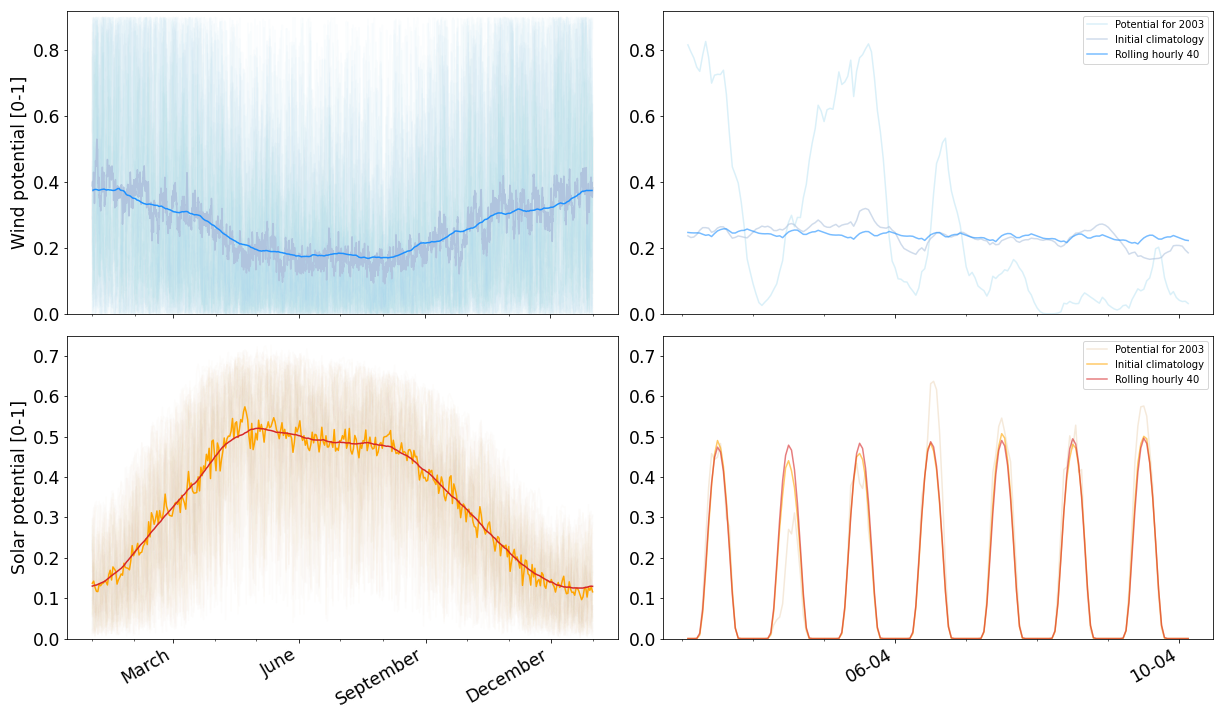 Wind potential [0-1]
0.8
0.6
0.4
0.2
0.0
0.8
0.6
0.4
0.2
0.0
Potential for 2003
Initial climatology
Rolling hourly 40
Solar potential [0-1]
0.7
0.6
0.5
0.4
0.3
0.2
0.1
0.0
March
June
September
December
0.7
0.6
0.5
0.4
0.3
0.2
0.1
0.0
Potential for 2003
Initial climatology
Rolling hourly 40
06-04
10-04